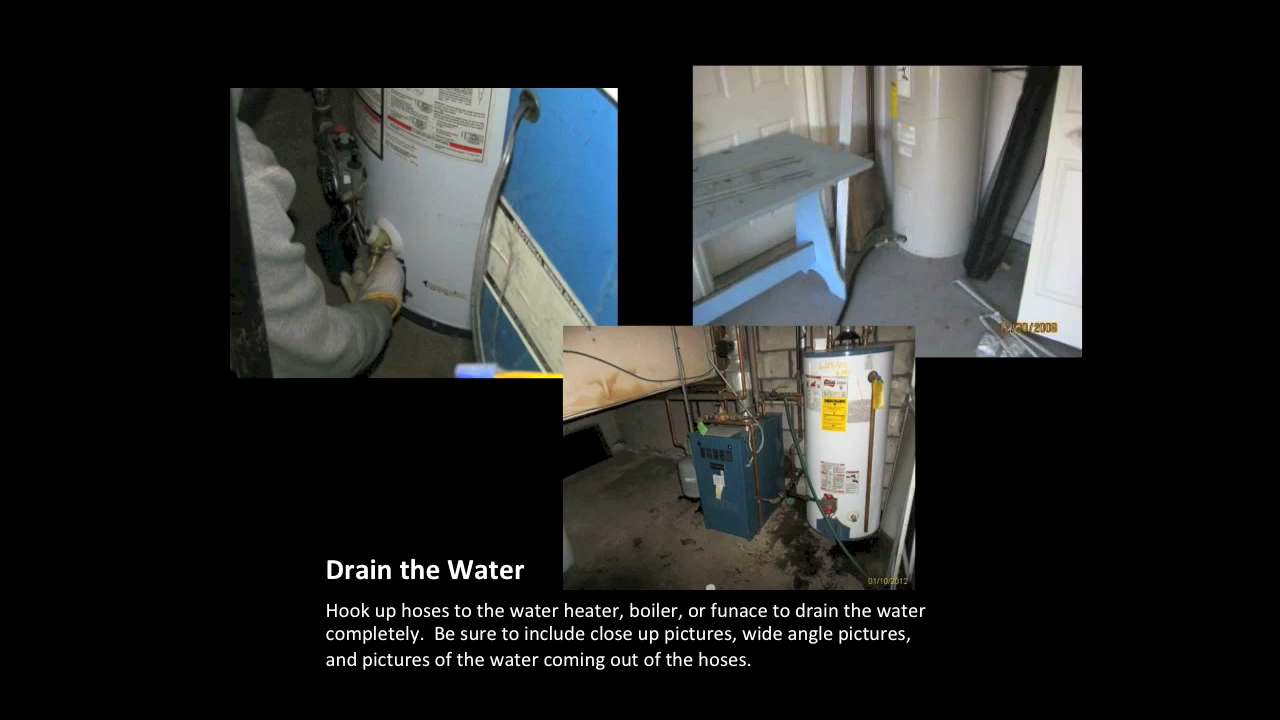 Drain the Water
Hook up hoses to the water heater, boiler, or funace to drain the water
completely.  Be sure to include close up pictures, wide angle pictures,
and pictures of the water coming out of the hoses.
01/10/2012